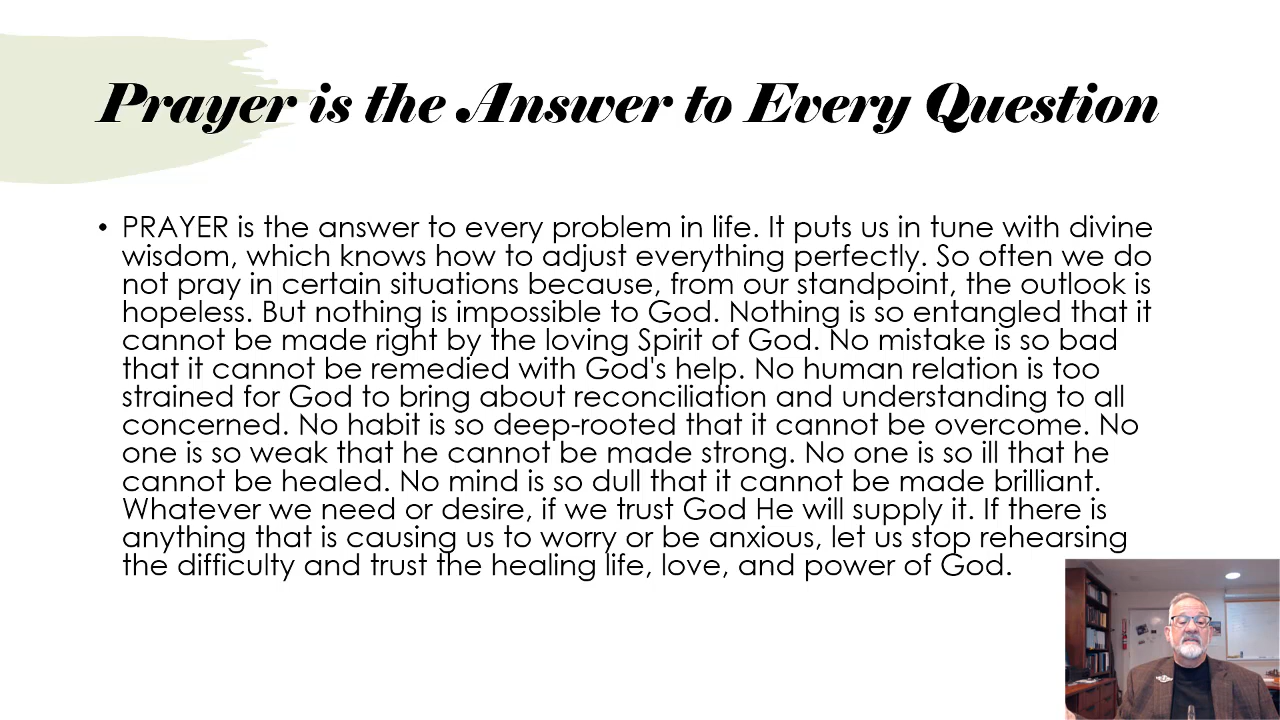 Prayer is the Answer to Every Question
• PRAYER is the answer to every problem in life. It puts us in tune with divine
wisdom, which knows how to adjust everything perfectly. So often we do
not pray in certain situations because, from our standpoint, the outlook is
hopeless. But nothing is impossible to God. Nothing is so entangled that it
cannot be made right by the loving Spirit of God. No mistake is so bad
that it cannot be remedied with God's help. No human relation is too
strained for God to bring about reconciliation and understanding to all
concerned. No habit is so deep-rooted that it cannot be overcome. No
one is so weak that he cannot be made strong. No one is so ill that he
cannot be healed. No mind is so dull that it cannot be made brilliant.
Whatever we need or desire, if we trust God He will supply it. If there is
anything that is causing us to worry or be anxious, let us stop rehearsing
the difficulty and trust the healing life, love, and power of God.